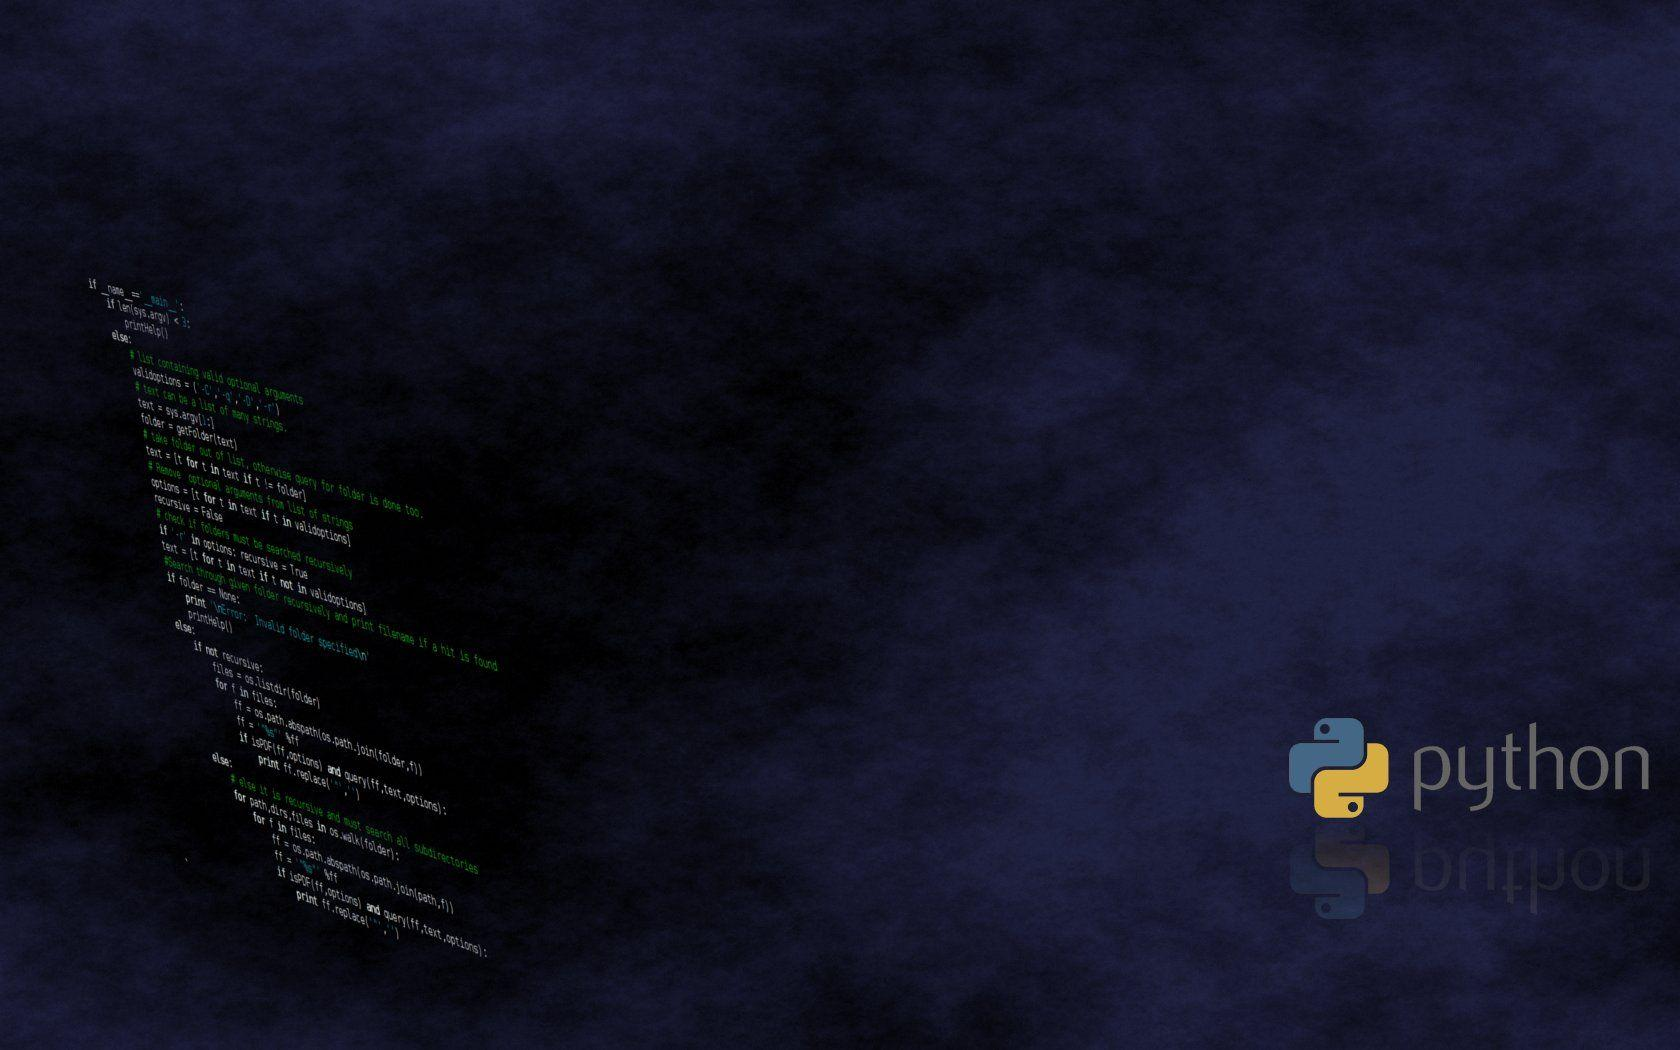 if __name__=='__main__':
if len(sys.argv) < 3:
printHelp()
else:
# list containing valid optional arguments
validoptions = ('-C','-q','-D','-r')
# text can be a list of many strings.
text = sys.argv[1:]
folder = getFolder(text)
# take folder out of list, otherwise query for folder is done too.
text = [t for t in text if t != folder]
# Remove optional arguments from list of strings
options = [t for t in text if t in validoptions]
recursive = False
# check if folders must be searched recursively
if '-r' in options: recursive = True
text = [t for t in text if t not in validoptions]
#Search through given folder recursively and print filename if a hit is found
if folder == None:
print '\nError: Invalid folder specified\n'
printHelp()
else:
if not recursive:
files = os.listdir(folder)
for f in files:
ff = os.path.abspath(os.path.join(folder,f))
ff = '"%s"' %ff
if isPDF(ff,options) and query(ff,text,options):
print ff.replace('"','')
else:
# else it is recursive and must search all subdirectories
for path,dirs,files in os.walk(folder):
for f in files:
ff = os.path.abspath(os.path.join(path,f))
ff = '"%s"' %ff
if isPDF(ff,options) and query(ff,text,options):
print ff.replace('"','')
python